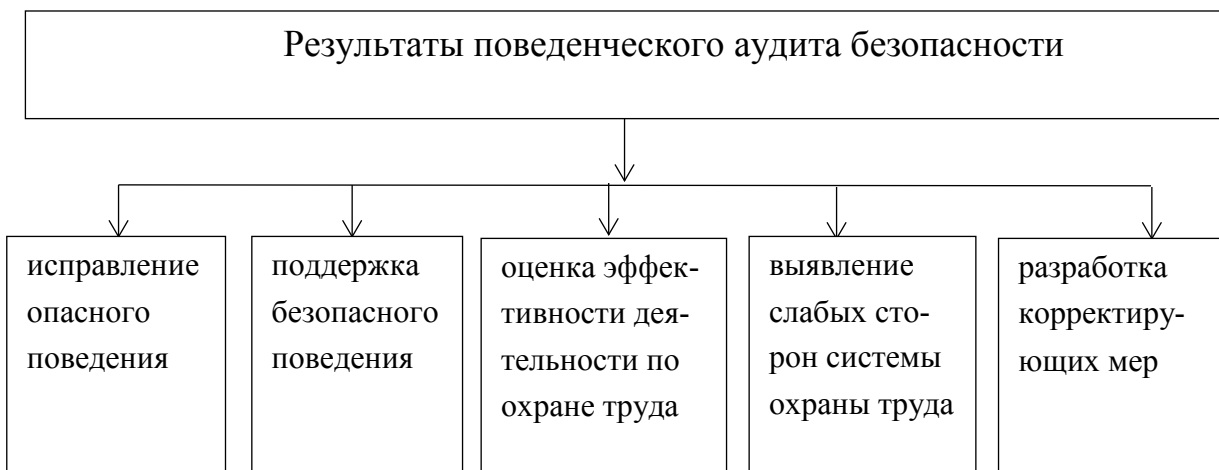 Результаты поведенческого аудита безопасности
исправление
опасного
поведения
поддержка
безопасного
поведения
оценка эффек-
тивности дея-
тельности по
охране труда
выявление
слабых сто-
рон системы
охраны труда
разработка
корректиру-
ющих мер